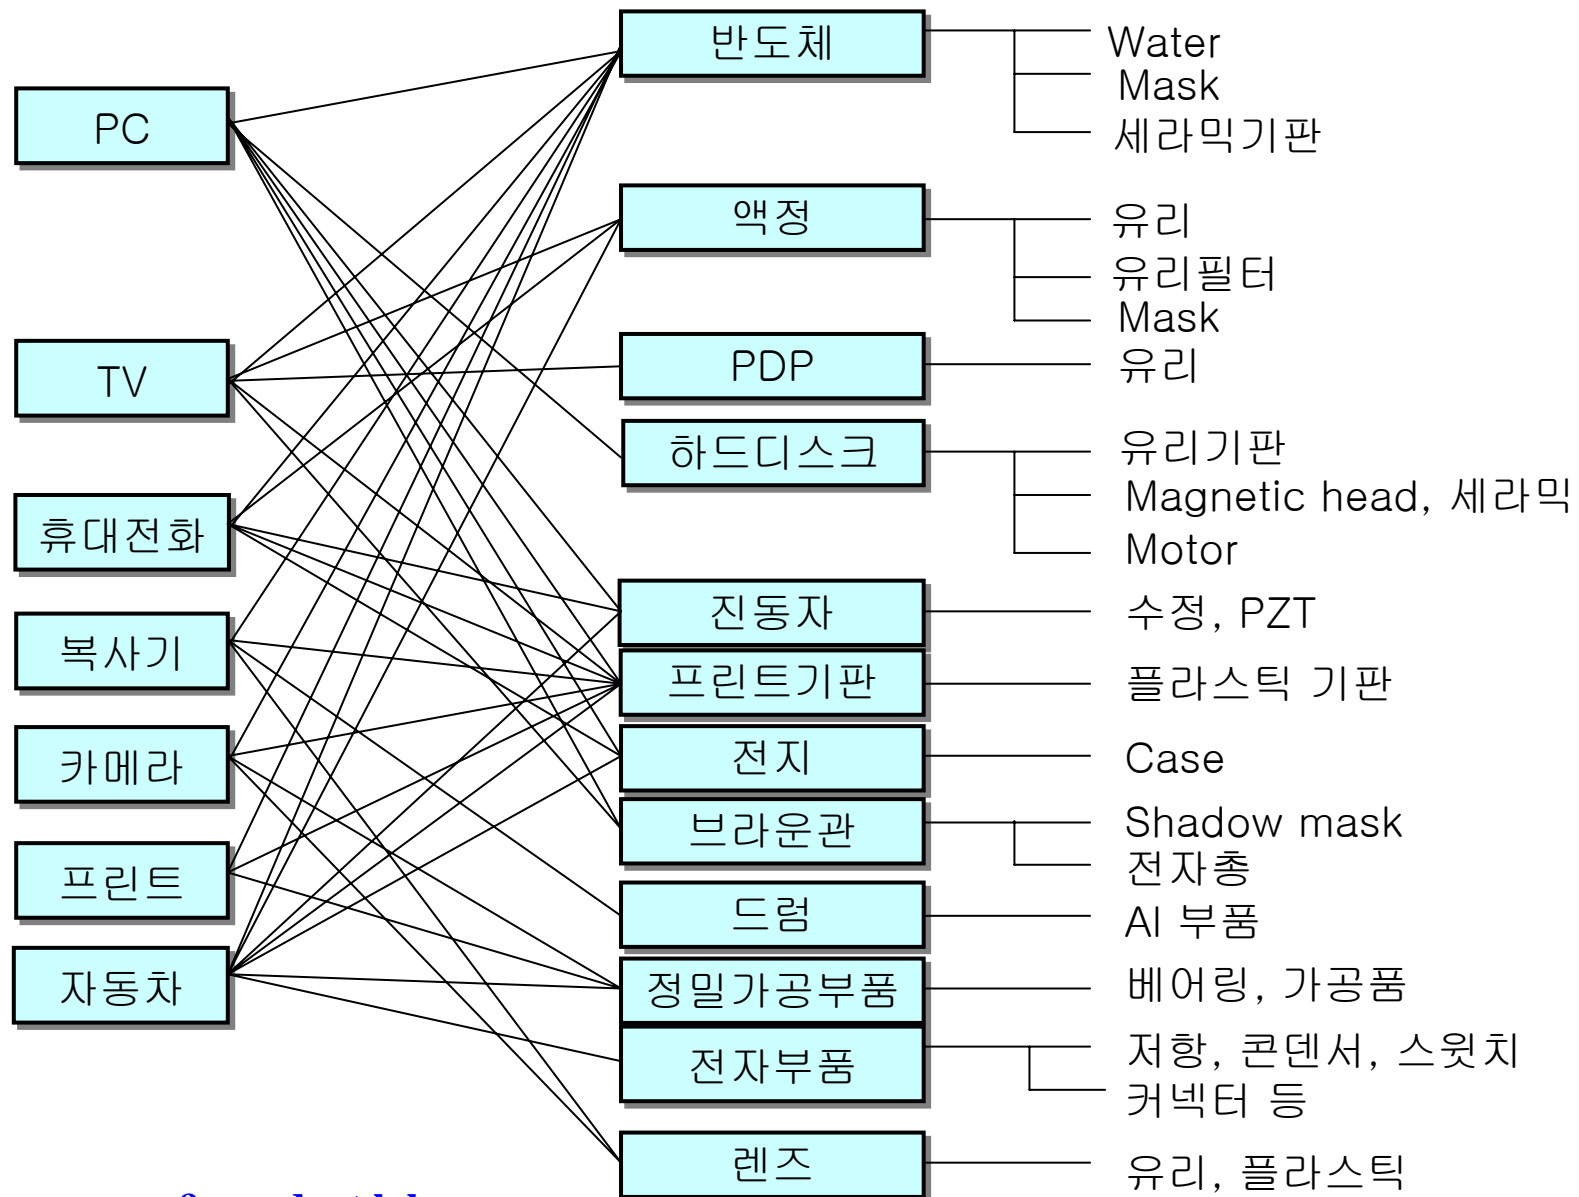 PC
TV
휴대전화
복사기
카메라
프린트
자동차
반도체
Water
Mask
세라믹기판
액정
유리
유리필터
Mask
PDP
유리
하드디스크
유리기판
Magnetic head, 세라믹
Motor
진동자
수정, PZT
프린트기판
플라스틱 기판
전지
Case
브라운관
Shadow mask
전자총
드럼
Al 부품
정밀가공부품
베어링, 가공품
전자부품
저항, 콘덴서, 스윗치
커넥터 등
렌즈
유리, 플라스틱